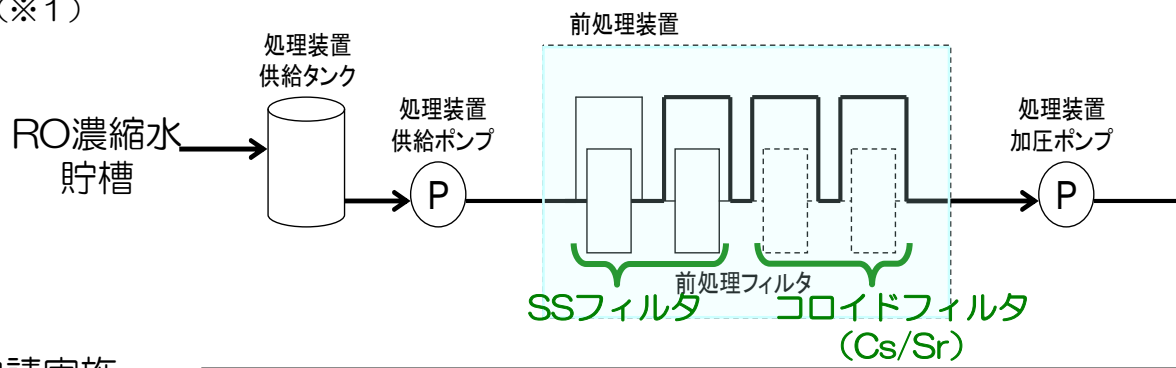 (※１)
前処理装置
処理装置
供給タンク
処理装置
供給ポンプ
処理装置
加圧ポンプ
RO濃縮水
貯槽
P
P
前処理フィルタ
SSフィルタ
コロイドフィルタ
(Cs/Sr)